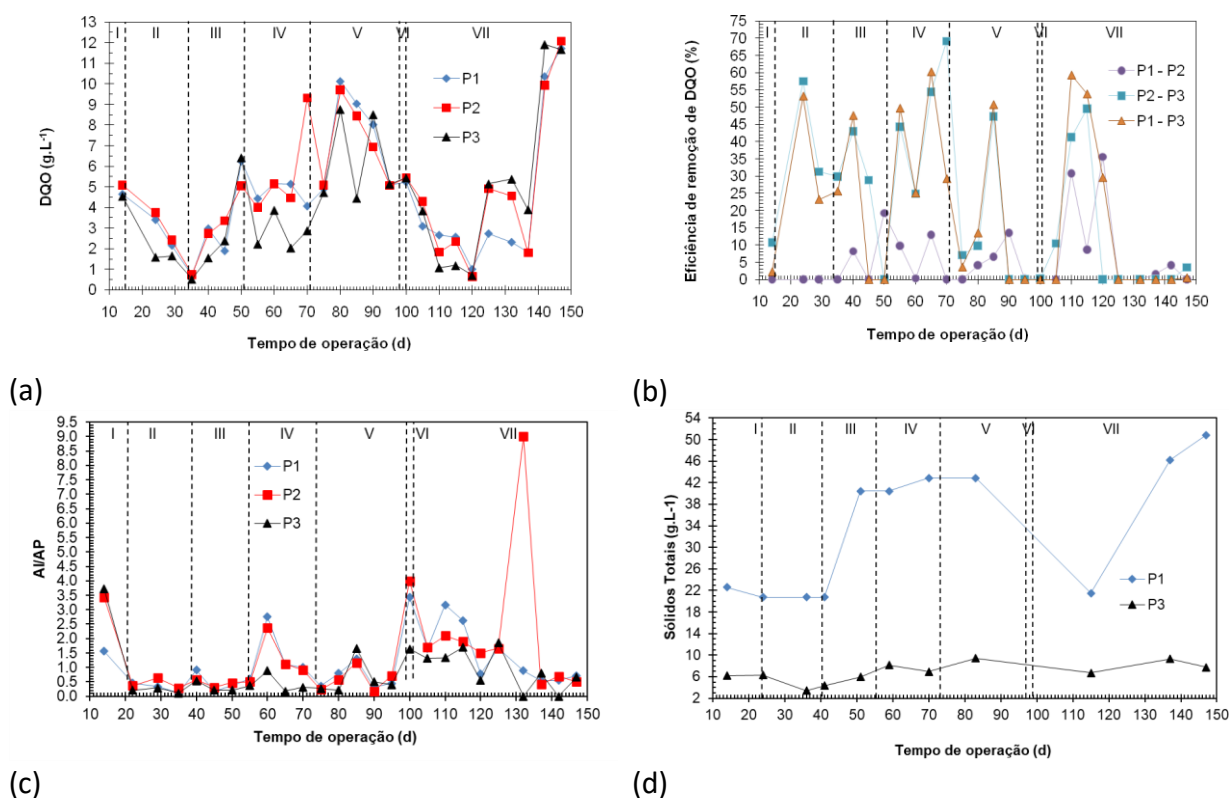 DQO (g.L-1)
13
12
11
10
9
8
7
6
5
4
3
2
1
0
I II III IV V VI VII
P1
P2
P3
10 20 30 40 50 60 70 80 90 100 110 120 130 140 150
Tempo de operação (d)
(a)
Eficiência de remoção de DQO (%)
75
70
65
60
55
50
45
40
35
30
25
20
15
10
5
0
I II III IV V VI VII
P1 - P2
P2 - P3
P1 - P3
10 20 30 40 50 60 70 80 90 100 110 120 130 140 150
Tempo de operação (d)
(b)
AI/AP
9.5
9.0
8.5
8.0
7.5
7.0
6.5
6.0
5.5
5.0
4.5
4.0
3.5
3.0
2.5
2.0
1.5
1.0
0.5
0.0
I II III IV V VI VII
P1
P2
P3
10 20 30 40 50 60 70 80 90 100 110 120 130 140 150
Tempo de operação (d)
(c)
Sólidos Totais (g.L-1)
54
50
46
42
38
34
30
26
22
18
14
10
6
2
I II III IV V VI VII
P1
P3
10 20 30 40 50 60 70 80 90 100 110 120 130 140 150
Tempo de operação (d)
(d)